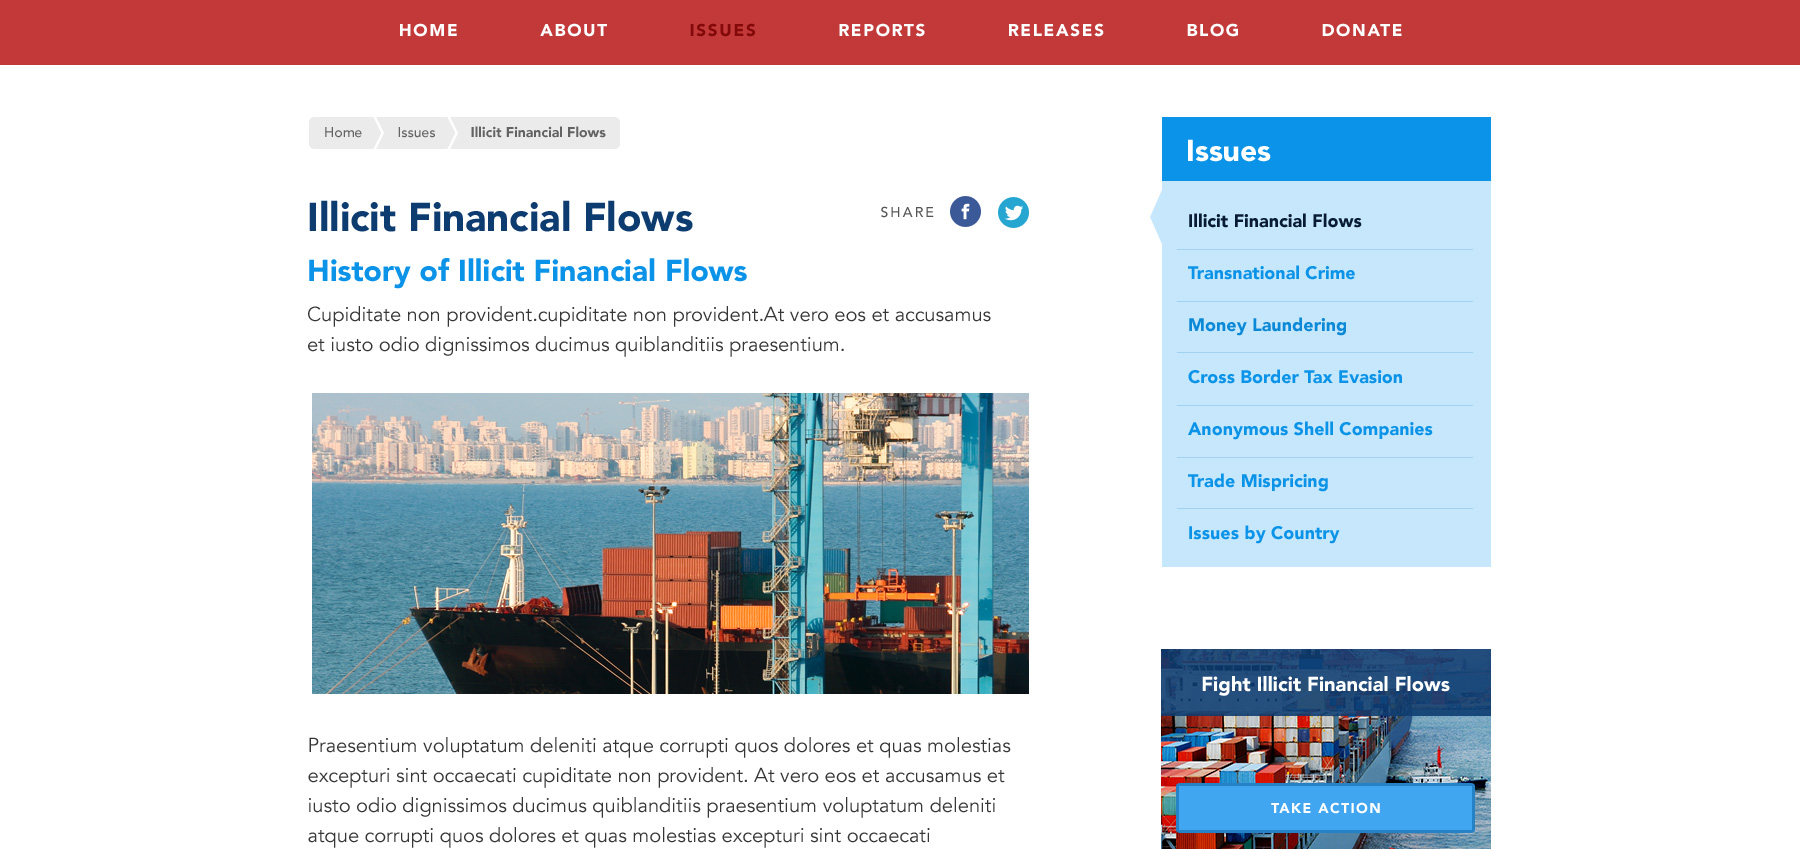 HOME ABOUT ISSUES REPORTS RELEASES BLOG DONATE
Home Issues Illicit Financial Flows
Illicit Financial Flows
SHARE
History of Illicit Financial Flows
Cupiditate non provident.cupiditate non provident.At vero eos et accusamus
et iusto odio dignissimos ducimus quiblanditiis praesentium.
Praesentium voluptatum deleniti atque corrupti quos dolores et quas molestias
excepturi sint occaecati cupiditate non provident. At vero eos et accusamus et
iusto odio dignissimos ducimus quiblanditiis praesentium voluptatum deleniti
atque corrupti quos dolores et quas molestias excepturi sint occaecati
Issues
Illicit Financial Flows
Transnational Crime
Money Laundering
Cross Border Tax Evasion
Anonymous Shell Companies
Trade Mispricing
Issues by Country
Fight Illicit Financial Flows
TAKE ACTION